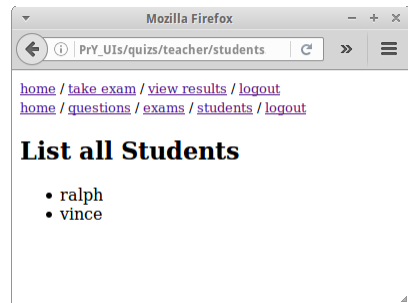 Mozilla Firefox
PrY_UIs/quizs/teacher/students
home / take exam / view results / logout
home / questions / exams / students / logout
List all Students
• ralph
• vince